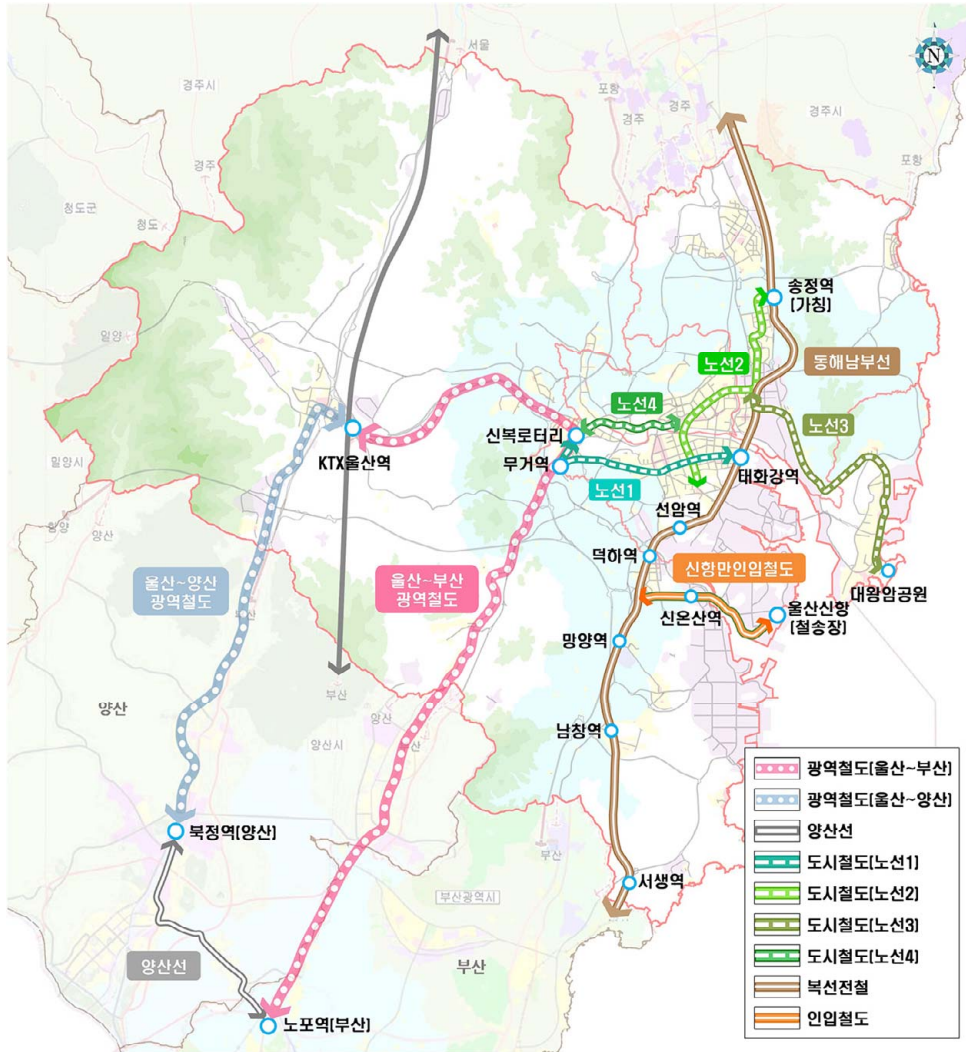 N
서울
경주시
포항
경주
경주시
경주
포항
청도군
청도
송정역
(가칭)
밀양
노선2
동해남부선
노선4
노선3
신복로터리
KTX울산역
무거역
밀양시
노선1
태화강역
함양
양산
선암역
덕하역
울산~양산
광역철도
울산~부산
광역철도
신항만인입철도
대왕암공원
신온산역
울산신항
(철송장)
망양역
부산
양산
양산
남창역
양산시
광역철도(울산~부산)
광역철도(울산~양산)
북정역(양산)
양산선
부산
도시철도(노선1)
서생역
도시철도(노선2)
부산광역시
도시철도(노선3)
양산선
부산
도시철도(노선4)
복선전철
노포역(부산)
인입철도